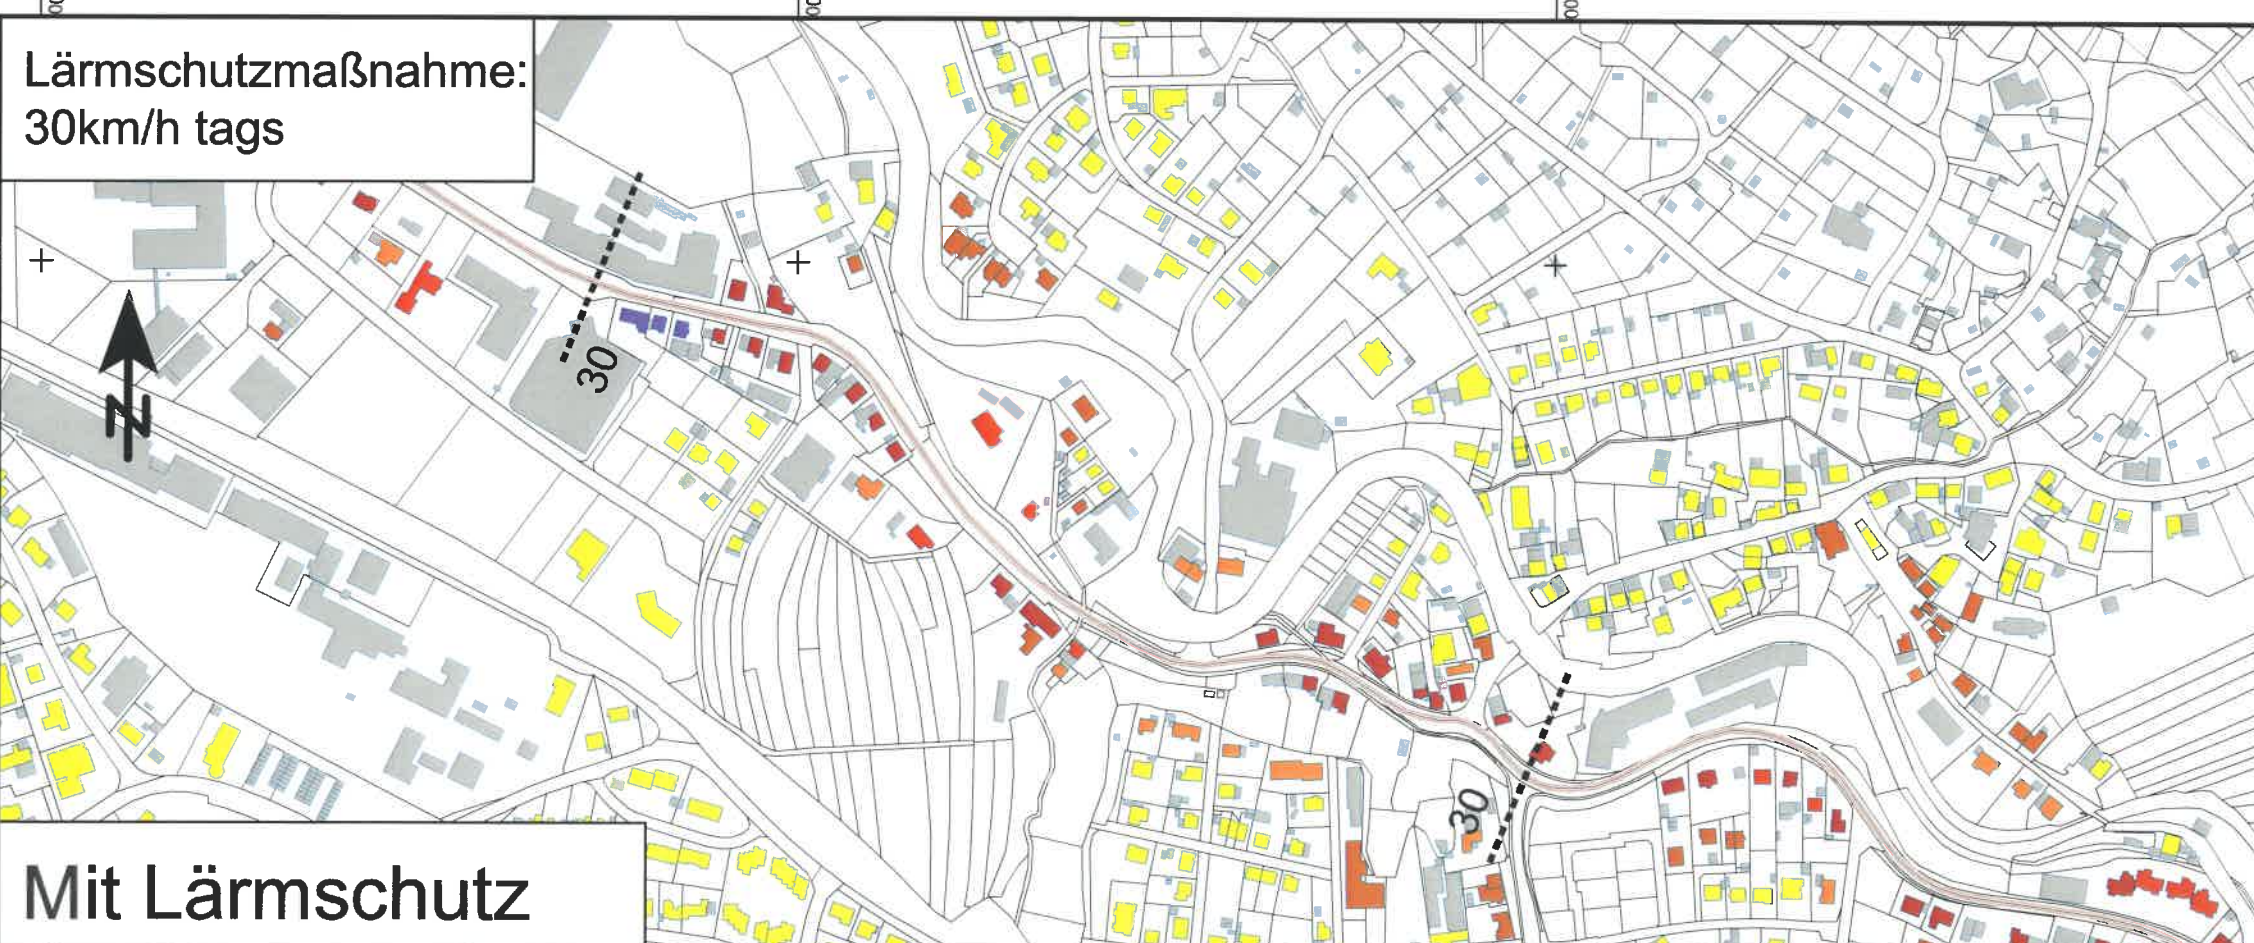 Lärmschutzmaßnahme:
30km/h tags
N
30
30
Mit Lärmschutz